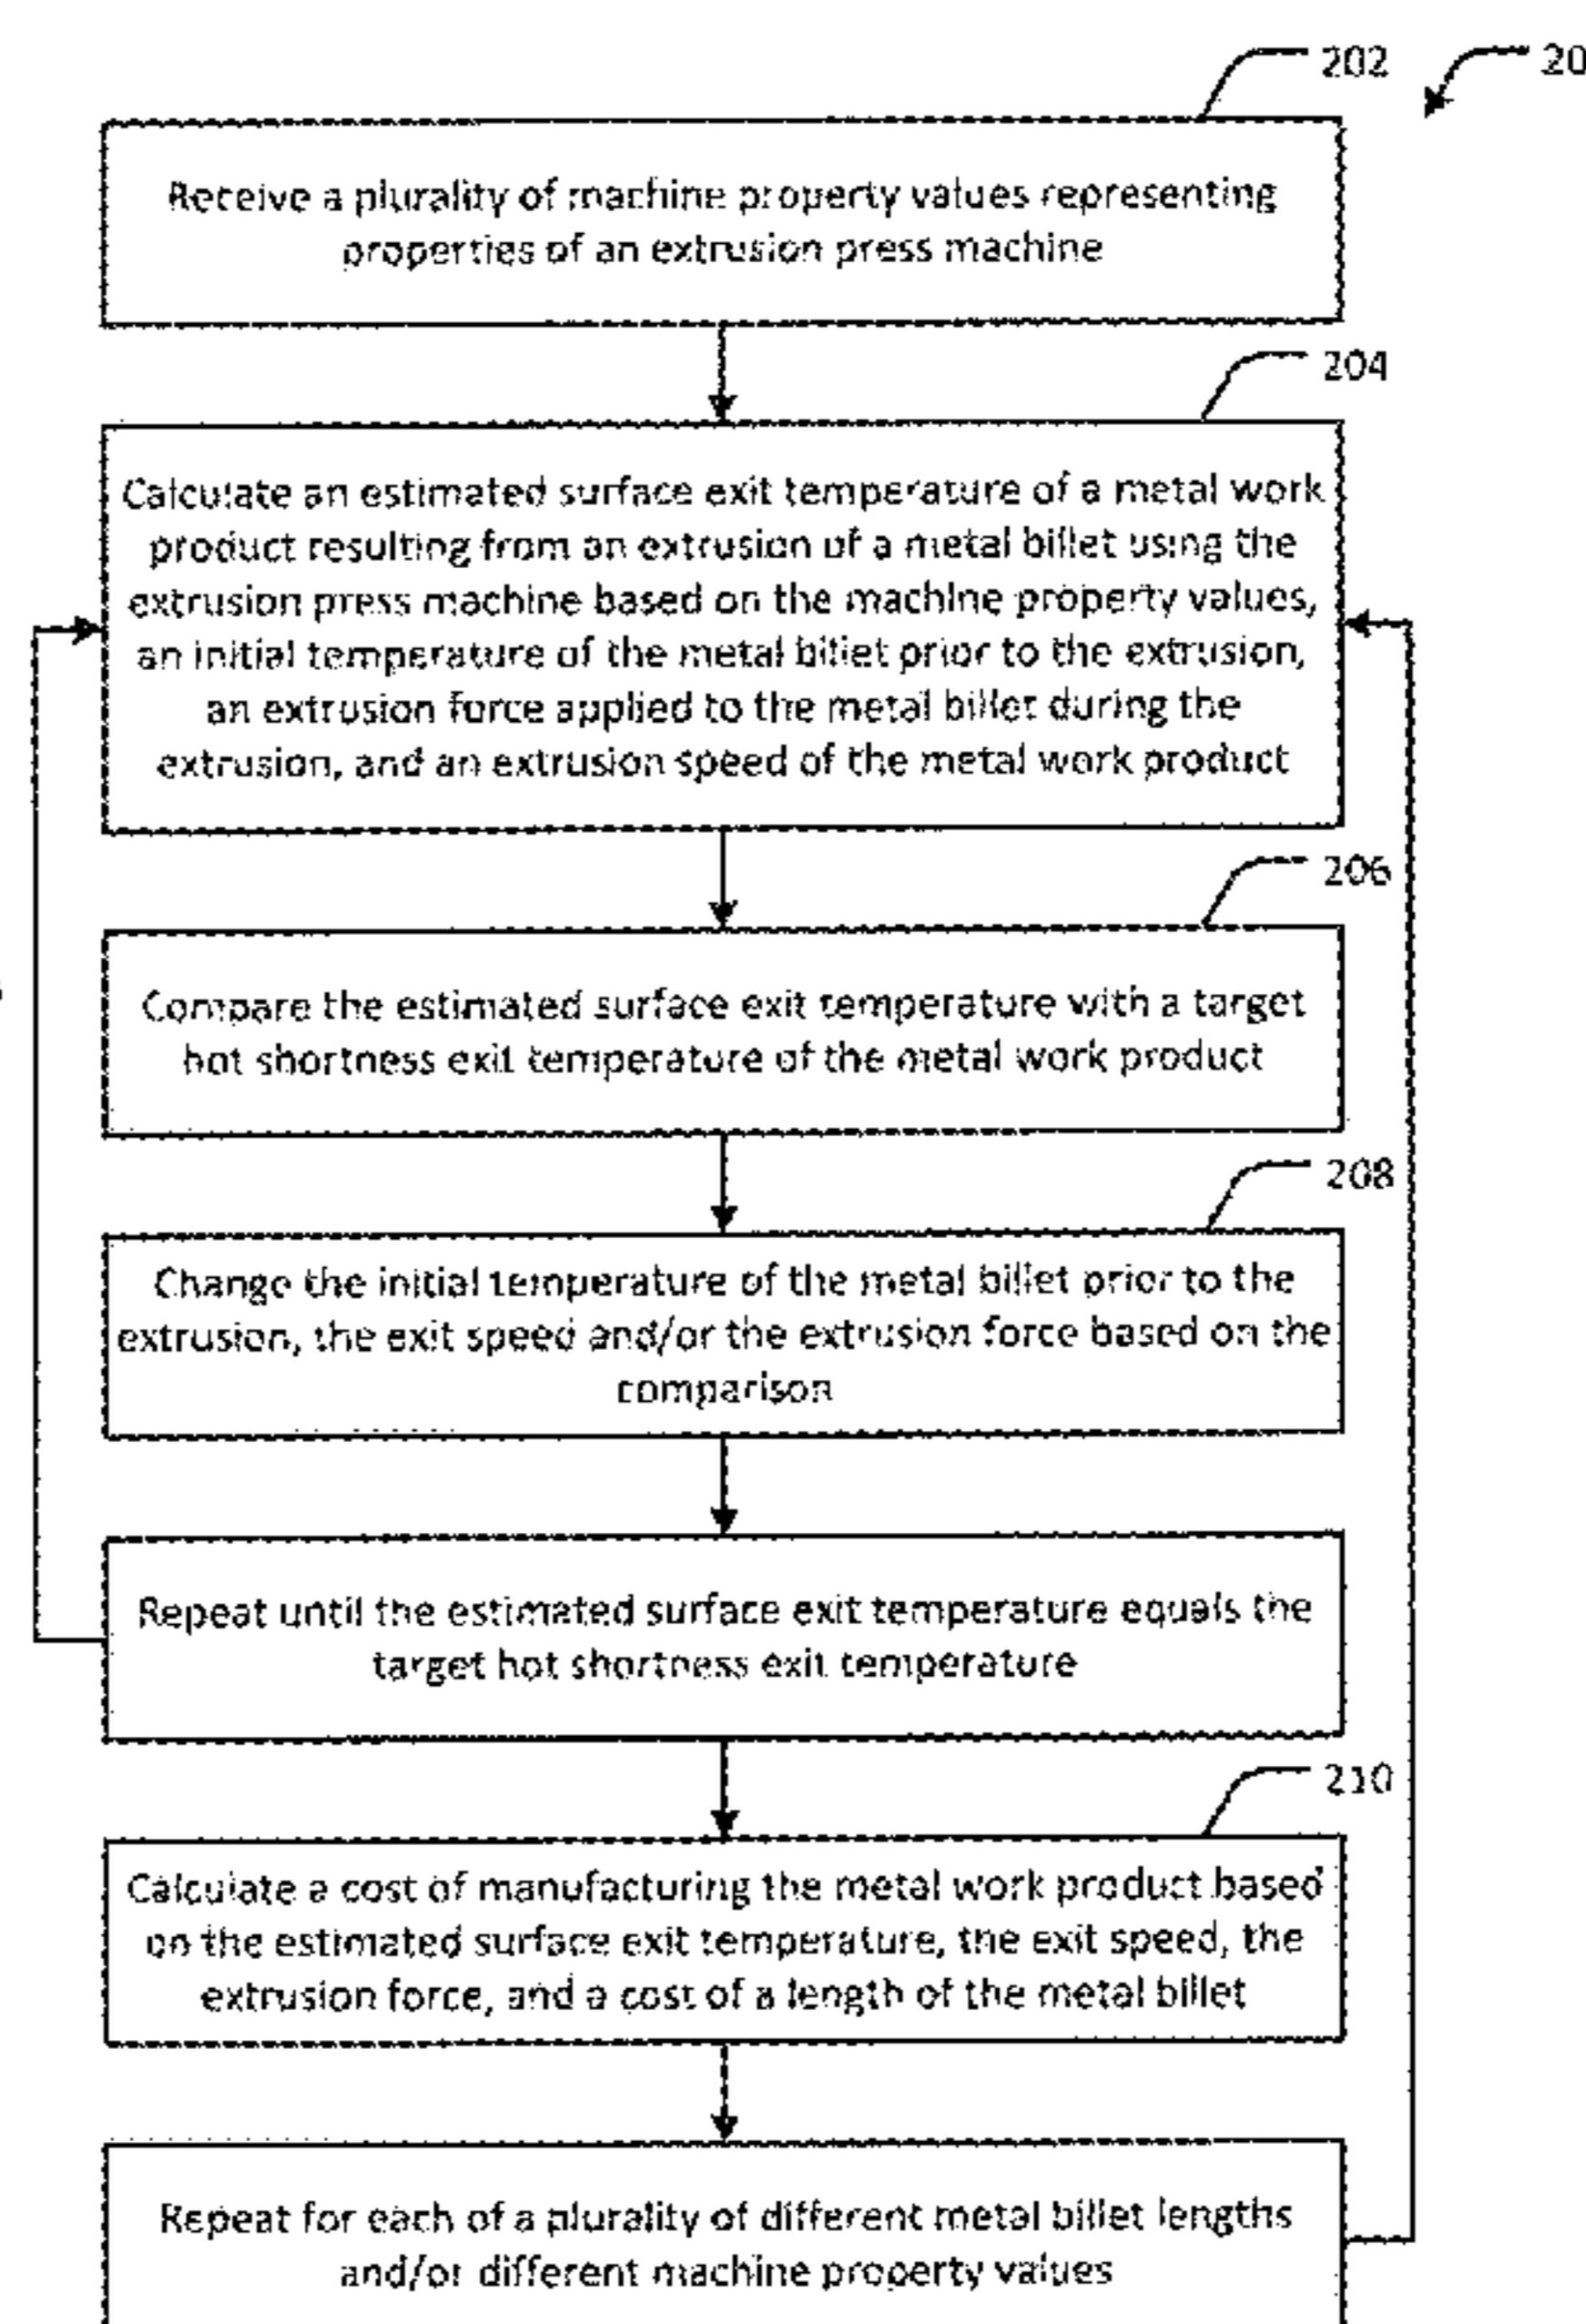 202
20
Receive a plurality of machine property values representing
properties of an extrusion press machine
204
Calculate an estimated surface exit temperature of a metal work
product resulting from an extrusion of a metal billet using the
extrusion press machine based on the machine property values,
an initial temperature of the metal billet prior to the extrusion,
an extrusion force applied to the metal billet during the
extrusion, and an extrusion speed of the metal work product
206
Compare the estimated surface exit temperature with a target
hot shortness exit temperature of the metal work product
208
Change the initial temperature of the metal billet prior to the
extrusion, the exit speed and/or the extrusion force based on the
comparison
Repeat until the estimated surface exit temperature equals the
target hot shortness exit temperature
210
Calculate a cost of manufacturing the metal work product based
on the estimated surface exit temperature, the exit speed, the
extrusion force, and a cost of a length of the metal billet
Repeat for each of a plurality of different metal billet lengths
and/or different machine property values